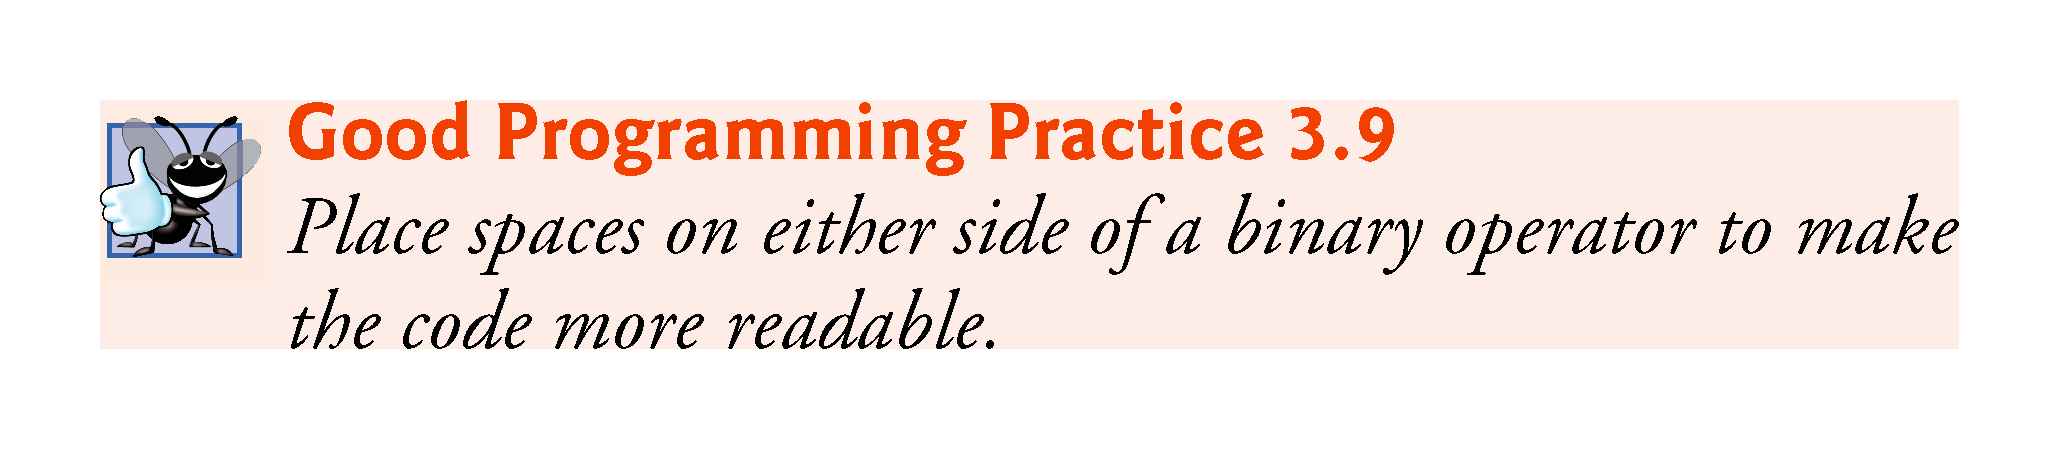 Good Programming Practice 3.9
Place spaces on either side of a binary operator to make
the code more readable.